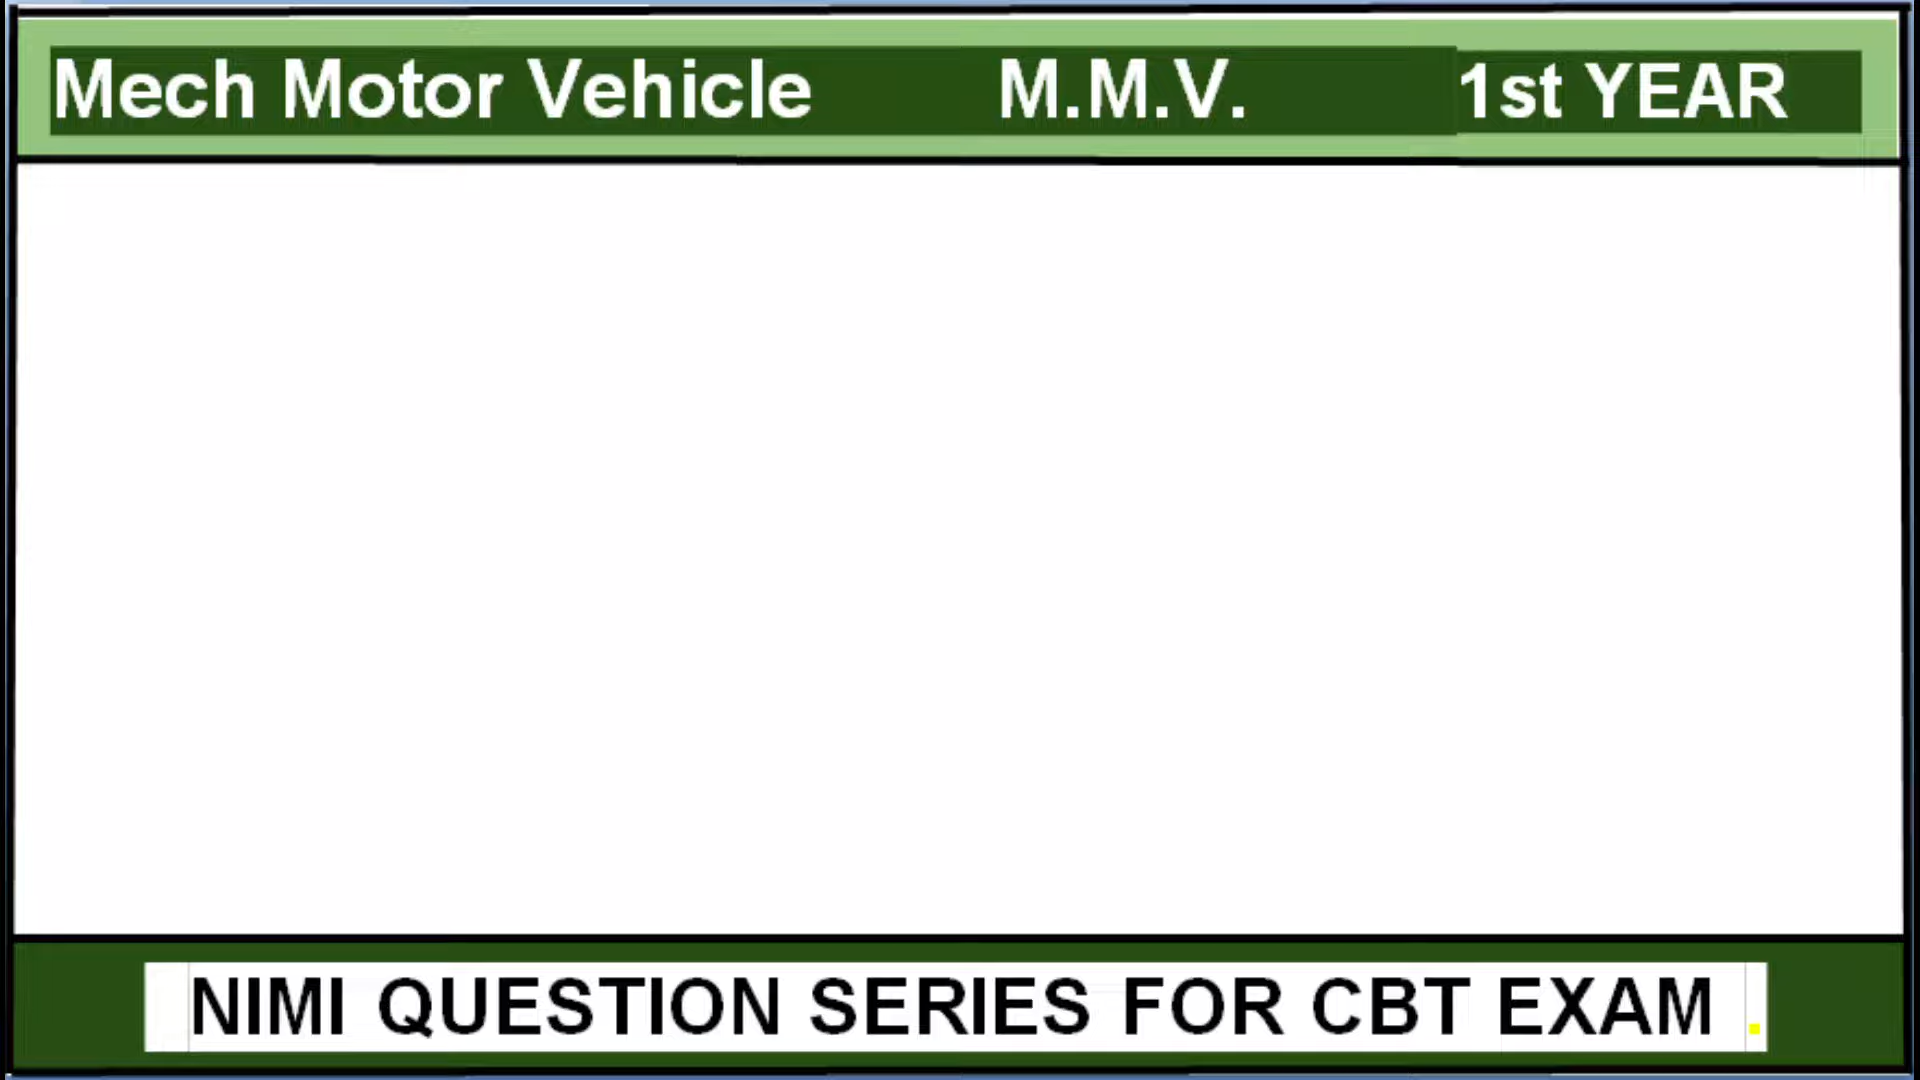 Mech Motor Vehicle M.M.V. 1st YEAR
NIMI QUESTION SERIES FOR CBT EXAM .